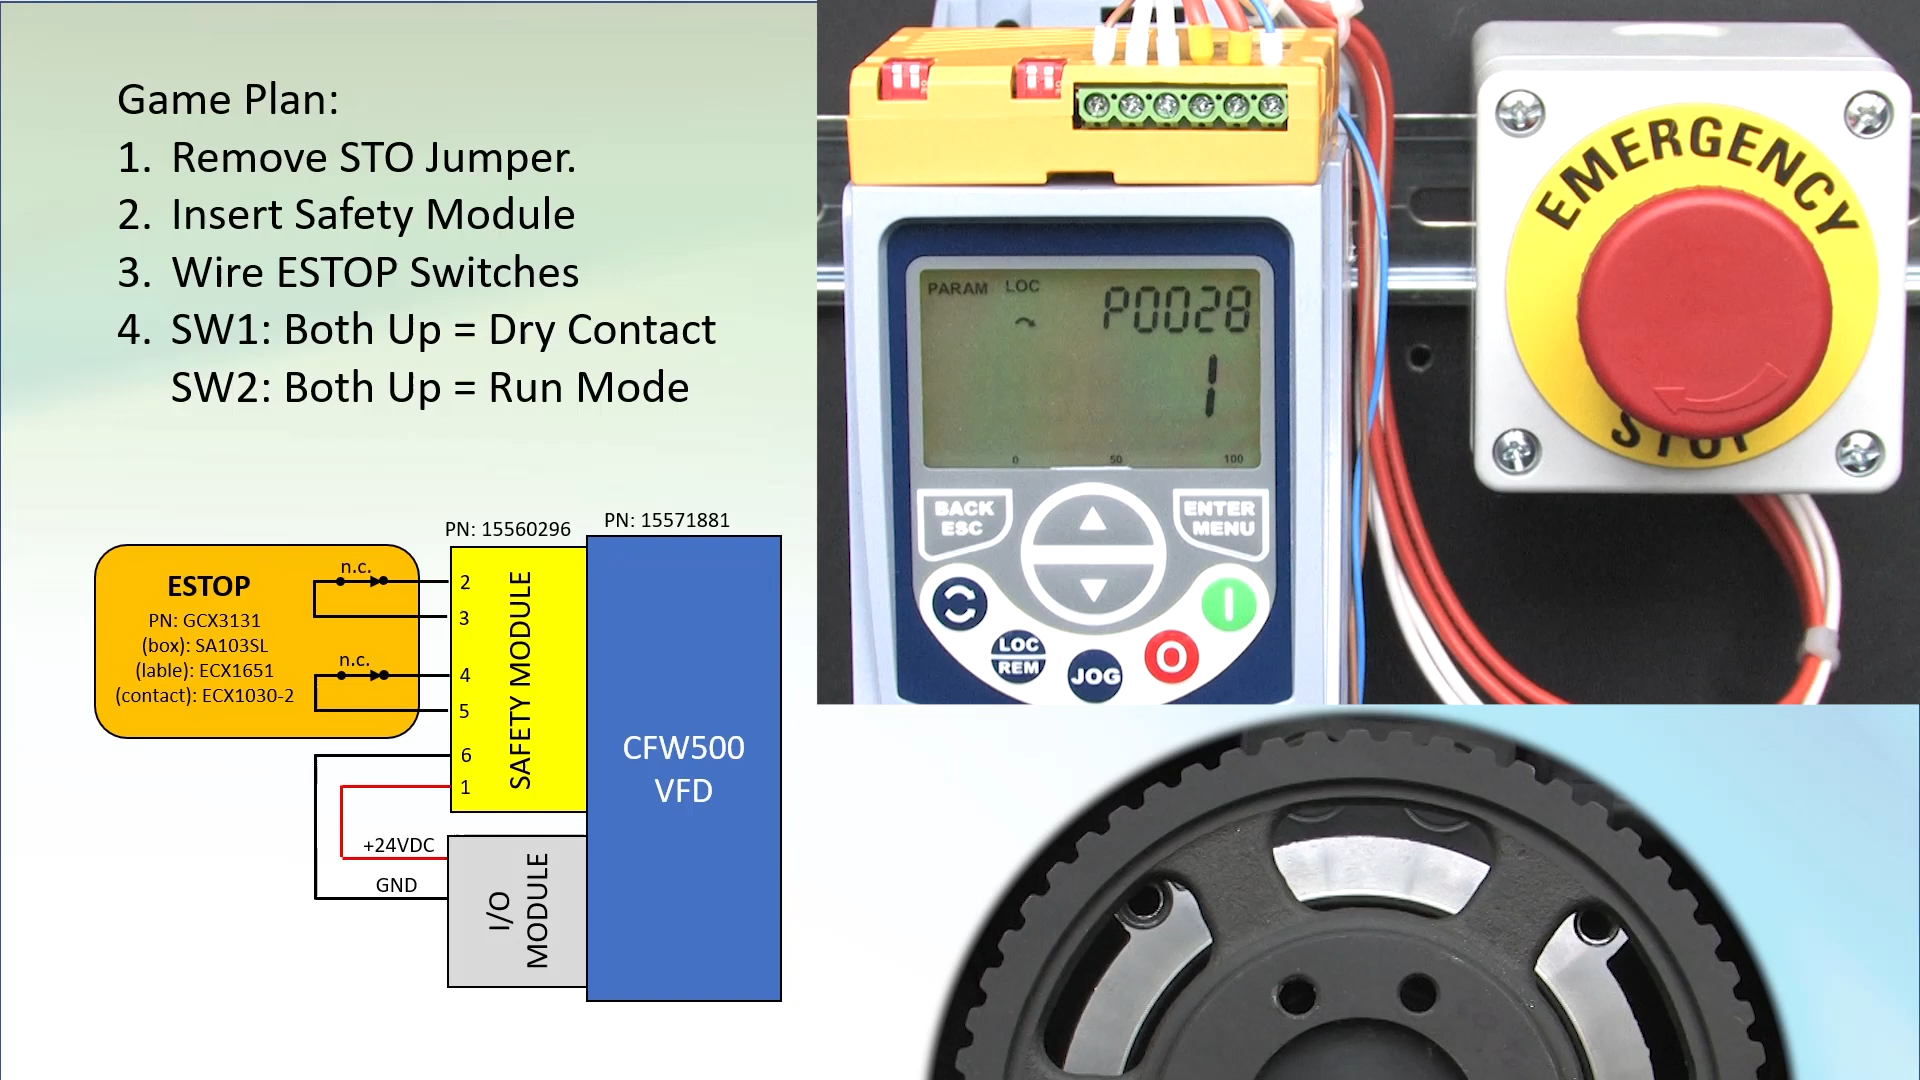 Game Plan:
1. Remove STO Jumper.
2. Insert Safety Module
3. Wire ESTOP Switches
4. SW1: Both Up = Dry Contact
SW2: Both Up = Run Mode
PN: 15560296
PN: 15571881
ESTOP
PN: GCX3131
(box): SA103SL
(lable): ECX1651
(contact): ECX1030-2
n.c.
n.c.
2
3
4
5
6
1
SAFETY MODULE
CFW500
VFD
+24VDC
GND
I/O
MODULE
PARAM LOC P0028
1
0 50 100
BACK
ESC
ENTER
MENU
LOC
REM
JOG
EMERGENCY
STOP